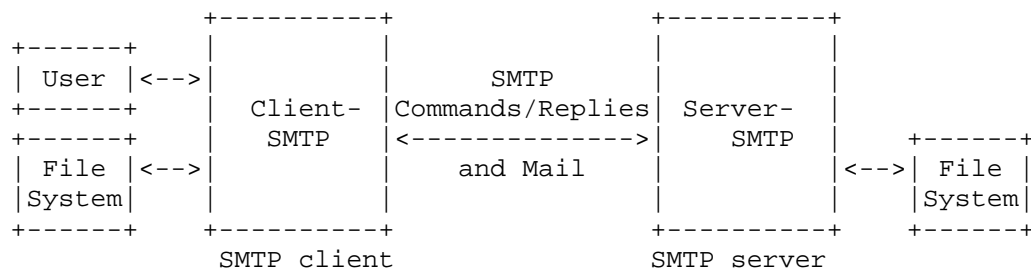 +----------+ +----------+
+------+ | | | |
| User |<-->| | SMTP | |
+------+ | Client- |Commands/Replies| Server- |
+------+ | SMTP |<-------------->| SMTP | +------+
| File |<-->| | and Mail | |<-->| File |
|System| | | | | |System|
+------+ +----------+ +----------+ +------+
SMTP client SMTP server